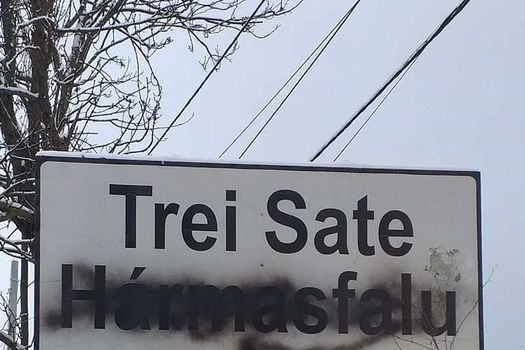 Trei Sate
Hármasfalu